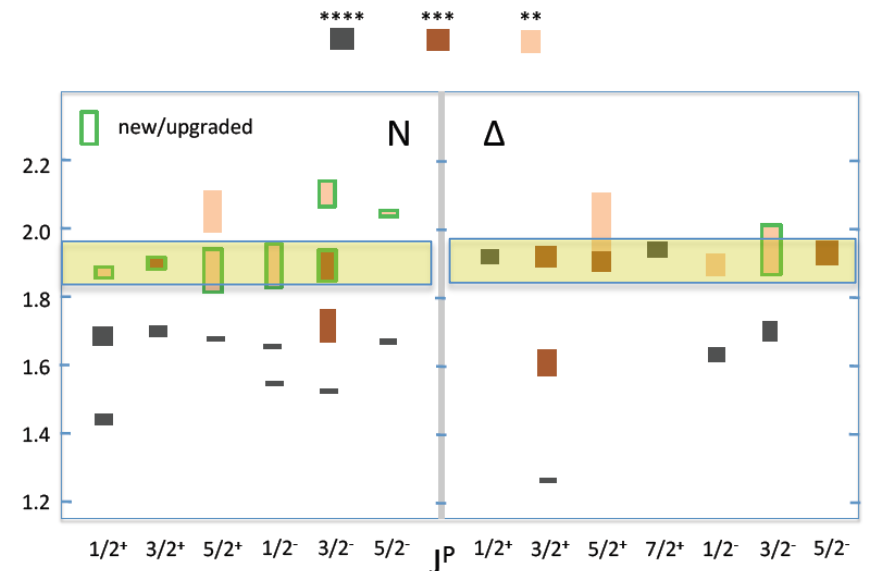 **** *** **
new/upgraded N Δ
2.2
2.0
1.8
1.6
1.4
1.2
1/2⁺ 3/2⁺ 5/2⁺ 1/2⁻ 3/2⁻ 5/2⁻ Jᴾ 1/2⁺ 3/2⁺ 5/2⁺ 7/2⁺ 1/2⁻ 3/2⁻ 5/2⁻